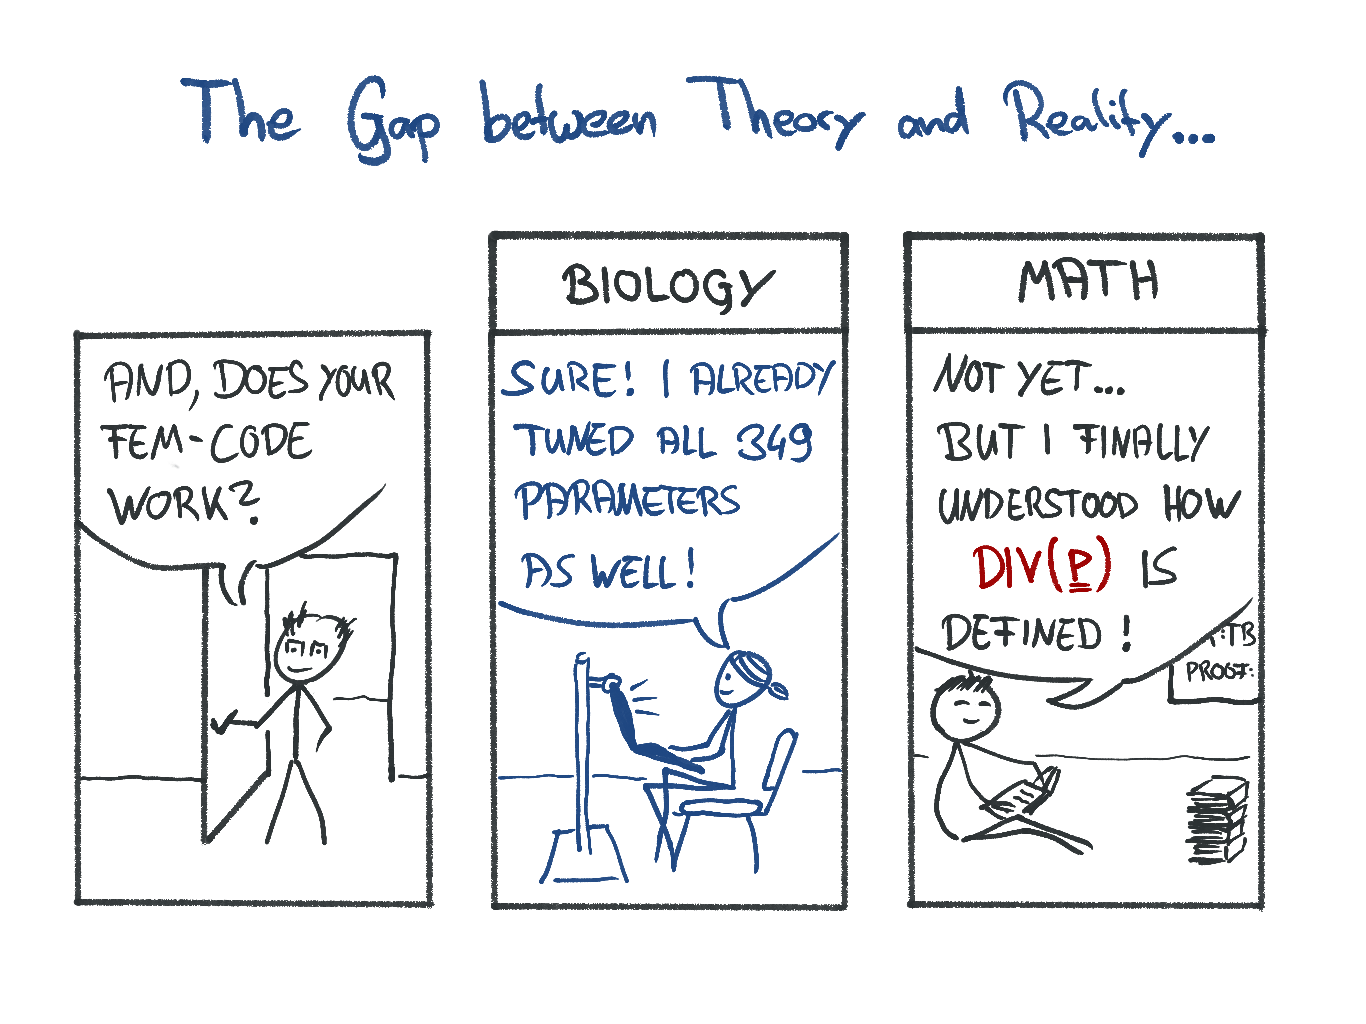 The Gap between Theory and Reality...
AND, DOES YOUR
FEM-CODE
WORK?
BIOLOGY
SURE! I ALREADY
TUNED ALL 349
PARAMETERS
AS WELL!
MATH
NOT YET...
BUT I FINALLY
UNDERSTOOD HOW
DIV(P) IS
DEFINED!
:TB
PROOF: